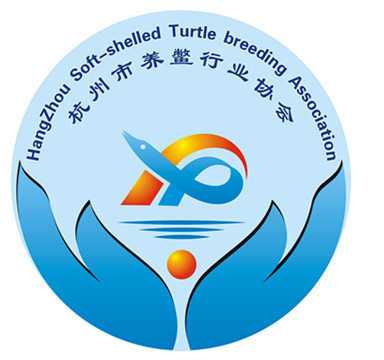 HangZhou Soft-shelled Turtle breeding Association
杭州市养鳖行业协会